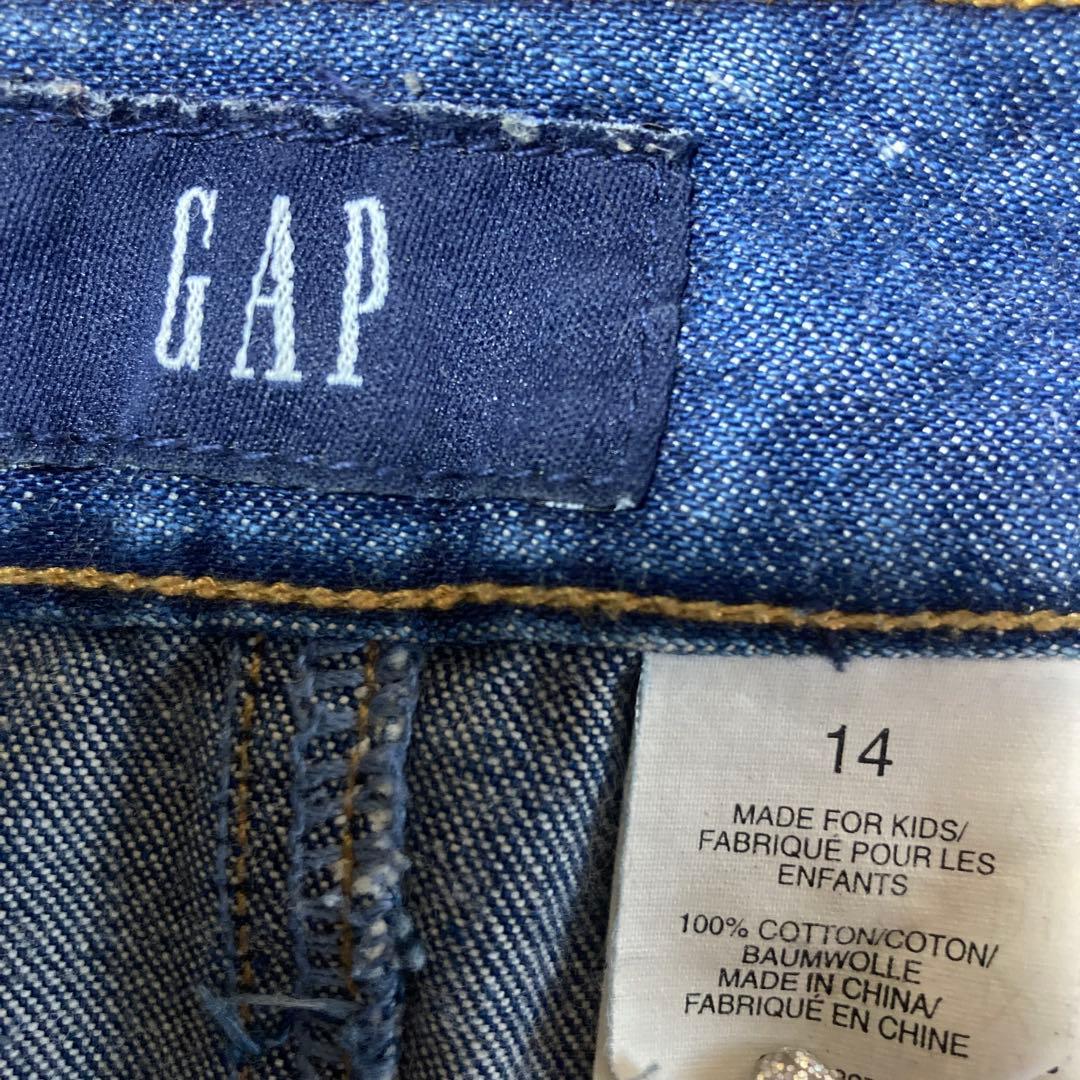 GAP
14
MADE FOR KIDS/
FABRIQUÉ POUR LES
ENFANTS
100% COTTON/COTON/
BAUMWOLLE
MADE IN CHINA/
FABRIQUÉ EN CHINE